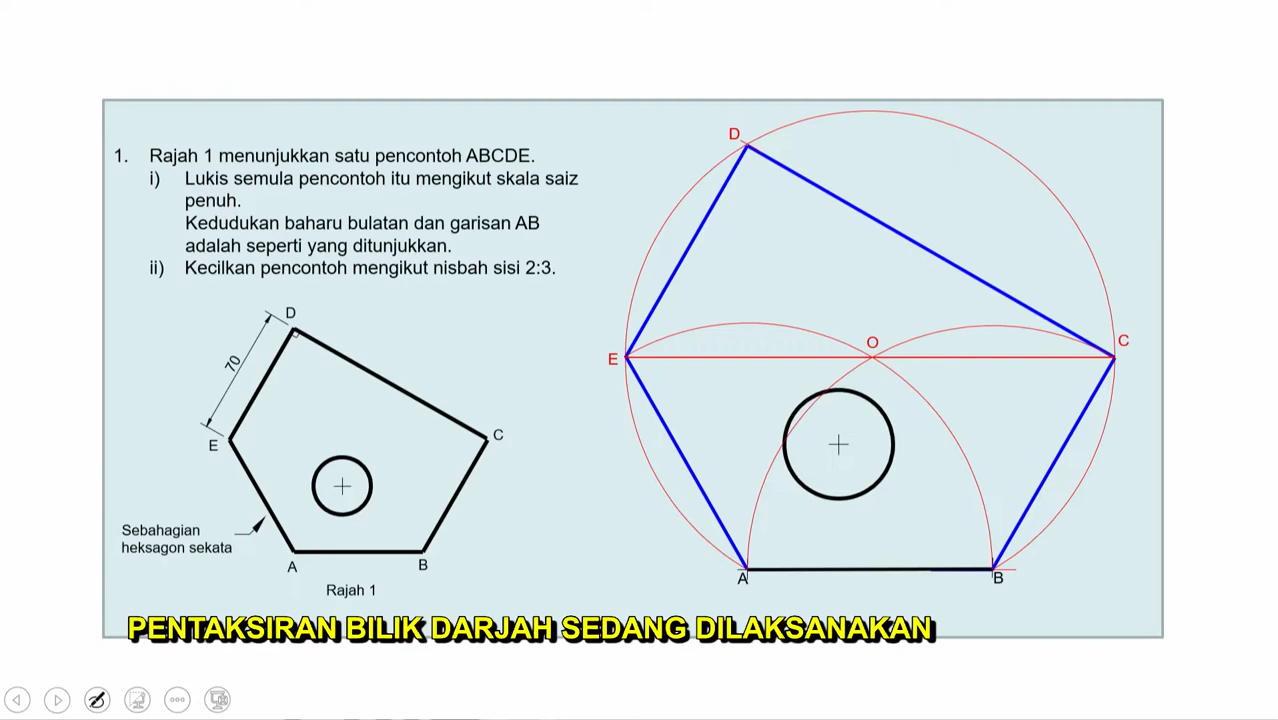 1. Rajah 1 menunjukkan satu pencontoh ABCDE.
i) Lukis semula pencontoh itu mengikut skala saiz
penuh.
Kedudukan baharu bulatan dan garisan AB
adalah seperti yang ditunjukkan.
ii) Kecilkan pencontoh mengikut nisbah sisi 2:3.
D
70
E
C
Sebahagian
heksagon sekata
A
B
Rajah 1
D
E
O
C
A
B
PENTAKSIRAN BILIK DARJAH SEDANG DILAKSANAKAN